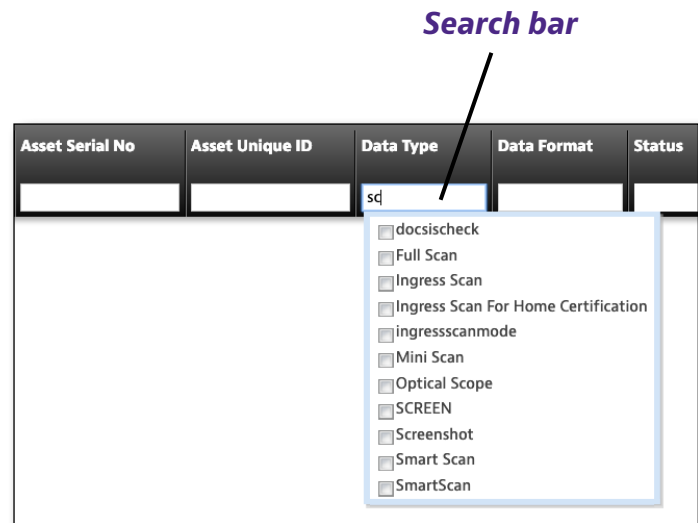 Search bar
Asset Serial No Asset Unique ID Data Type Data Format Status
sc
docsischeck
Full Scan
Ingress Scan
Ingress Scan For Home Certification
ingressscanmode
Mini Scan
Optical Scope
SCREEN
Screenshot
Smart Scan
SmartScan